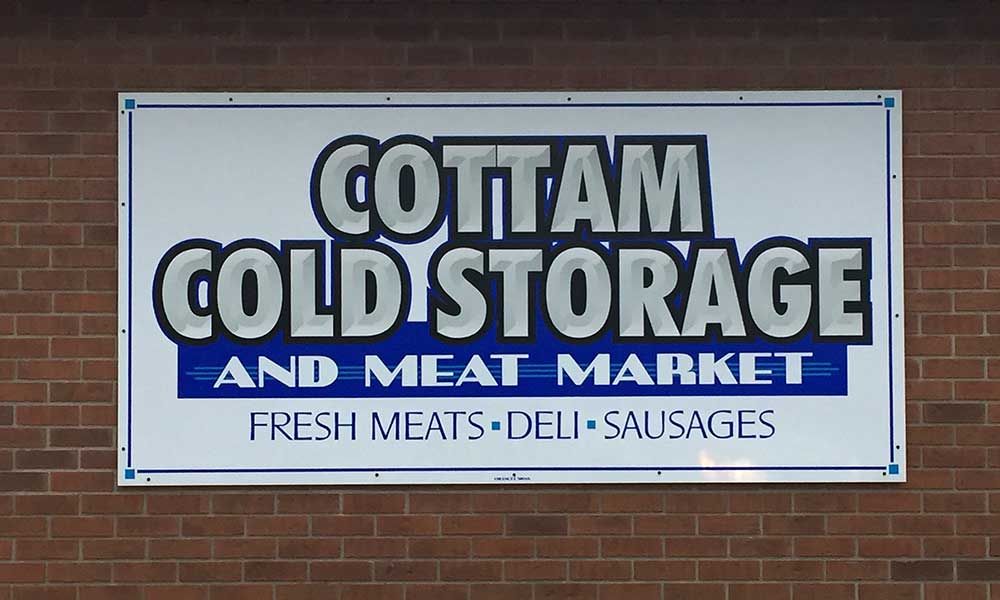 COTTAM
COLD STORAGE
AND MEAT MARKET
FRESH MEATS▪DELI▪SAUSAGES